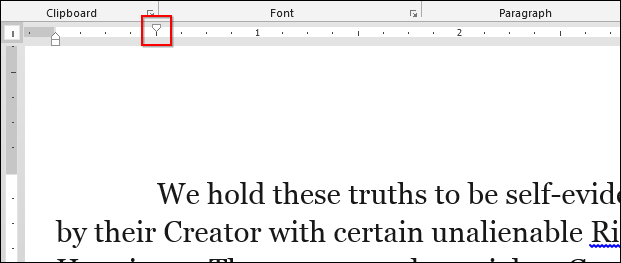 Clipboard Font Paragraph
1 2
We hold these truths to be self-evide
by their Creator with certain unalienable Ri